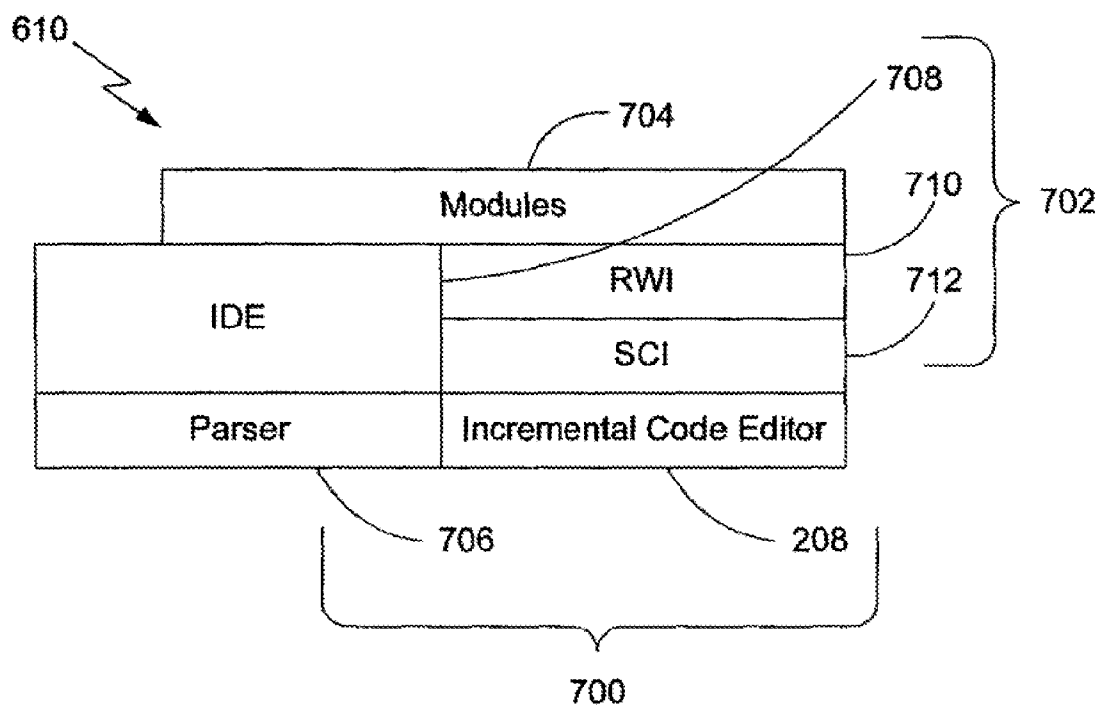 610
708
704
Modules
710
702
IDE
RWI
712
SCI
Parser
Incremental Code Editor
706
208
700